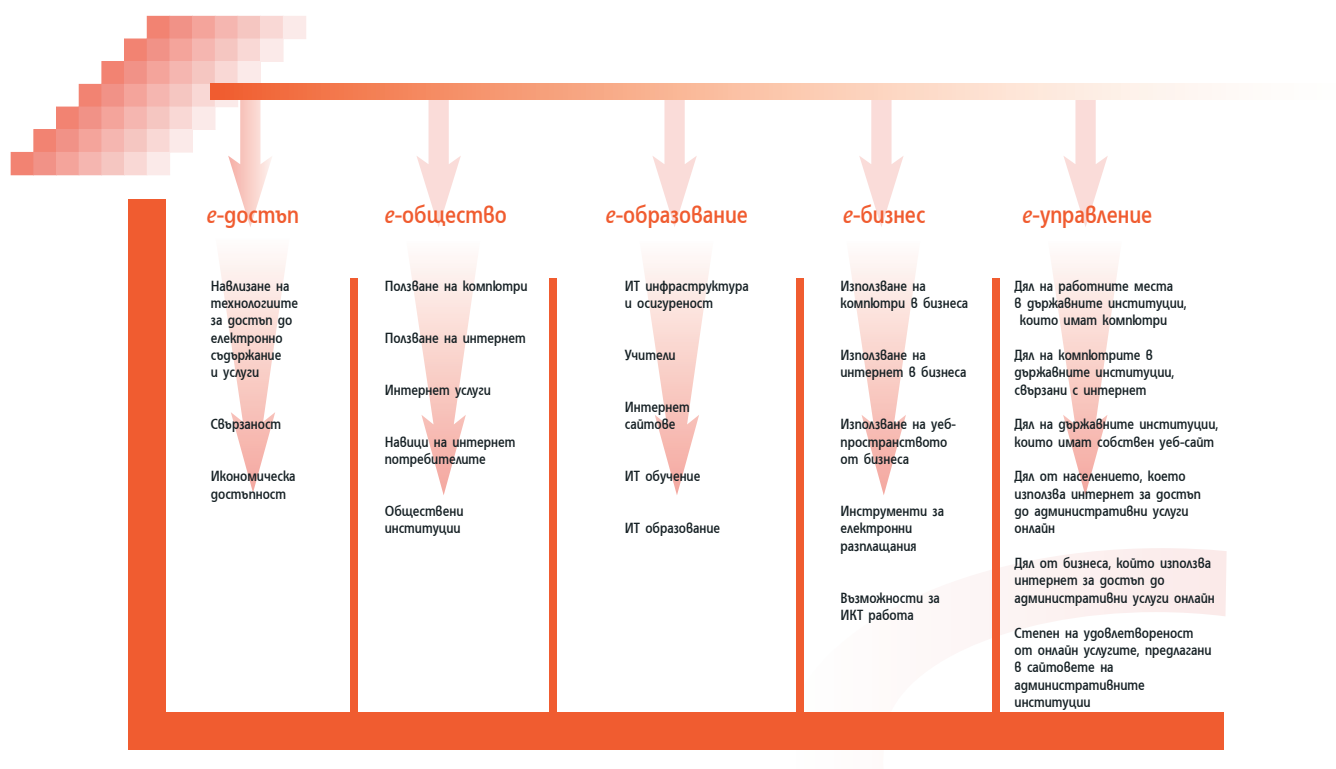 е-достъп
Навлизане на
технологиите
за достъп до
електронно
съдържание
и услуги
Свързаност
Икономическа
достъпност
е-общество
Ползване на компютри
Ползване на интернет
Интернет услуги
Навици на интернет
потребителите
Обществени
институции
е-образование
ИТ инфраструктура
и осигуреност
Учители
Интернет
сайтове
ИТ обучение
ИТ образование
е-бизнес
Използване на
компютри в бизнеса
Използване на
интернет в бизнеса
Използване на уеб-
пространството
от бизнеса
Инструменти за
електронни
разплащания
Възможности за
ИКТ работа
е-управление
Дял на работните места
в държавните институции,
които имат компютри
Дял на компютрите в
държавните институции,
свързани с интернет
Дял на държавните институции,
които имат собствен уеб-сайт
Дял от населението, което
използва интернет за достъп
до административни услуги
онлайн
Дял от бизнеса, който използва
интернет за достъп до
административни услуги онлайн
Степен на удовлетвореност
от онлайн услугите, предлагани
в сайтовете на
административните
институции